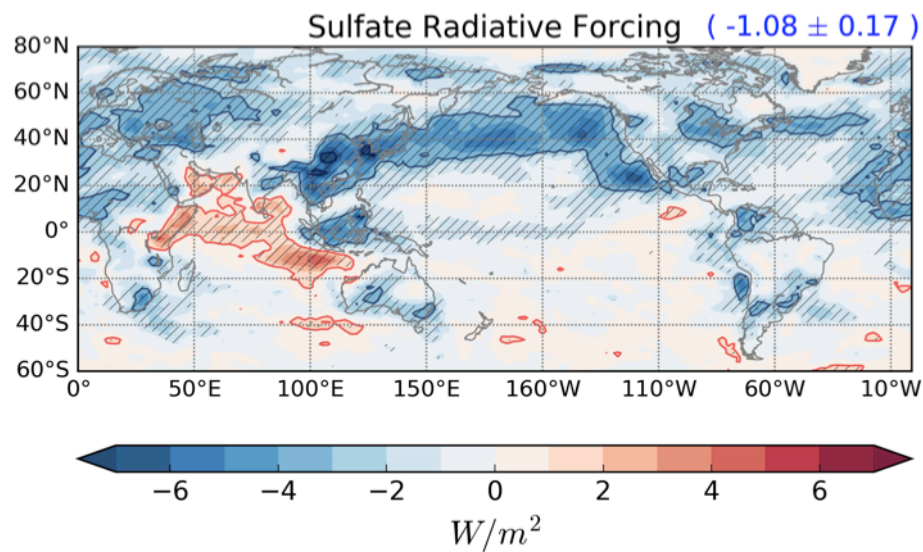 Sulfate Radiative Forcing ( -1.08 ± 0.17 )
80°N
60°N
40°N
20°N
0°
20°S
40°S
60°S
0° 50°E 100°E 150°E 160°W 110°W 60°W 10°W
−6 −4 −2 0 2 4 6
W/m²